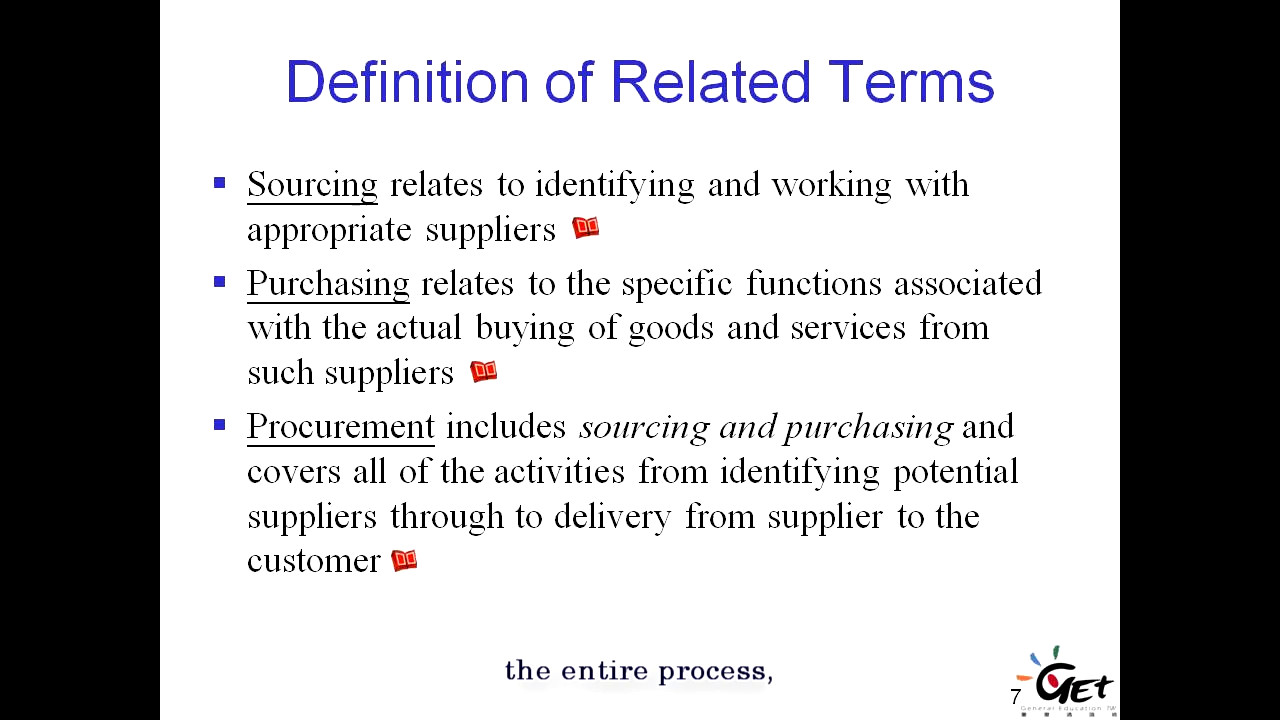 Definition of Related Terms
Sourcing relates to identifying and working with
appropriate suppliers
Purchasing relates to the specific functions associated
with the actual buying of goods and services from
such suppliers
Procurement includes sourcing and purchasing and
covers all of the activities from identifying potential
suppliers through to delivery from supplier to the
customer
the entire process,
7
GET
General Education TW